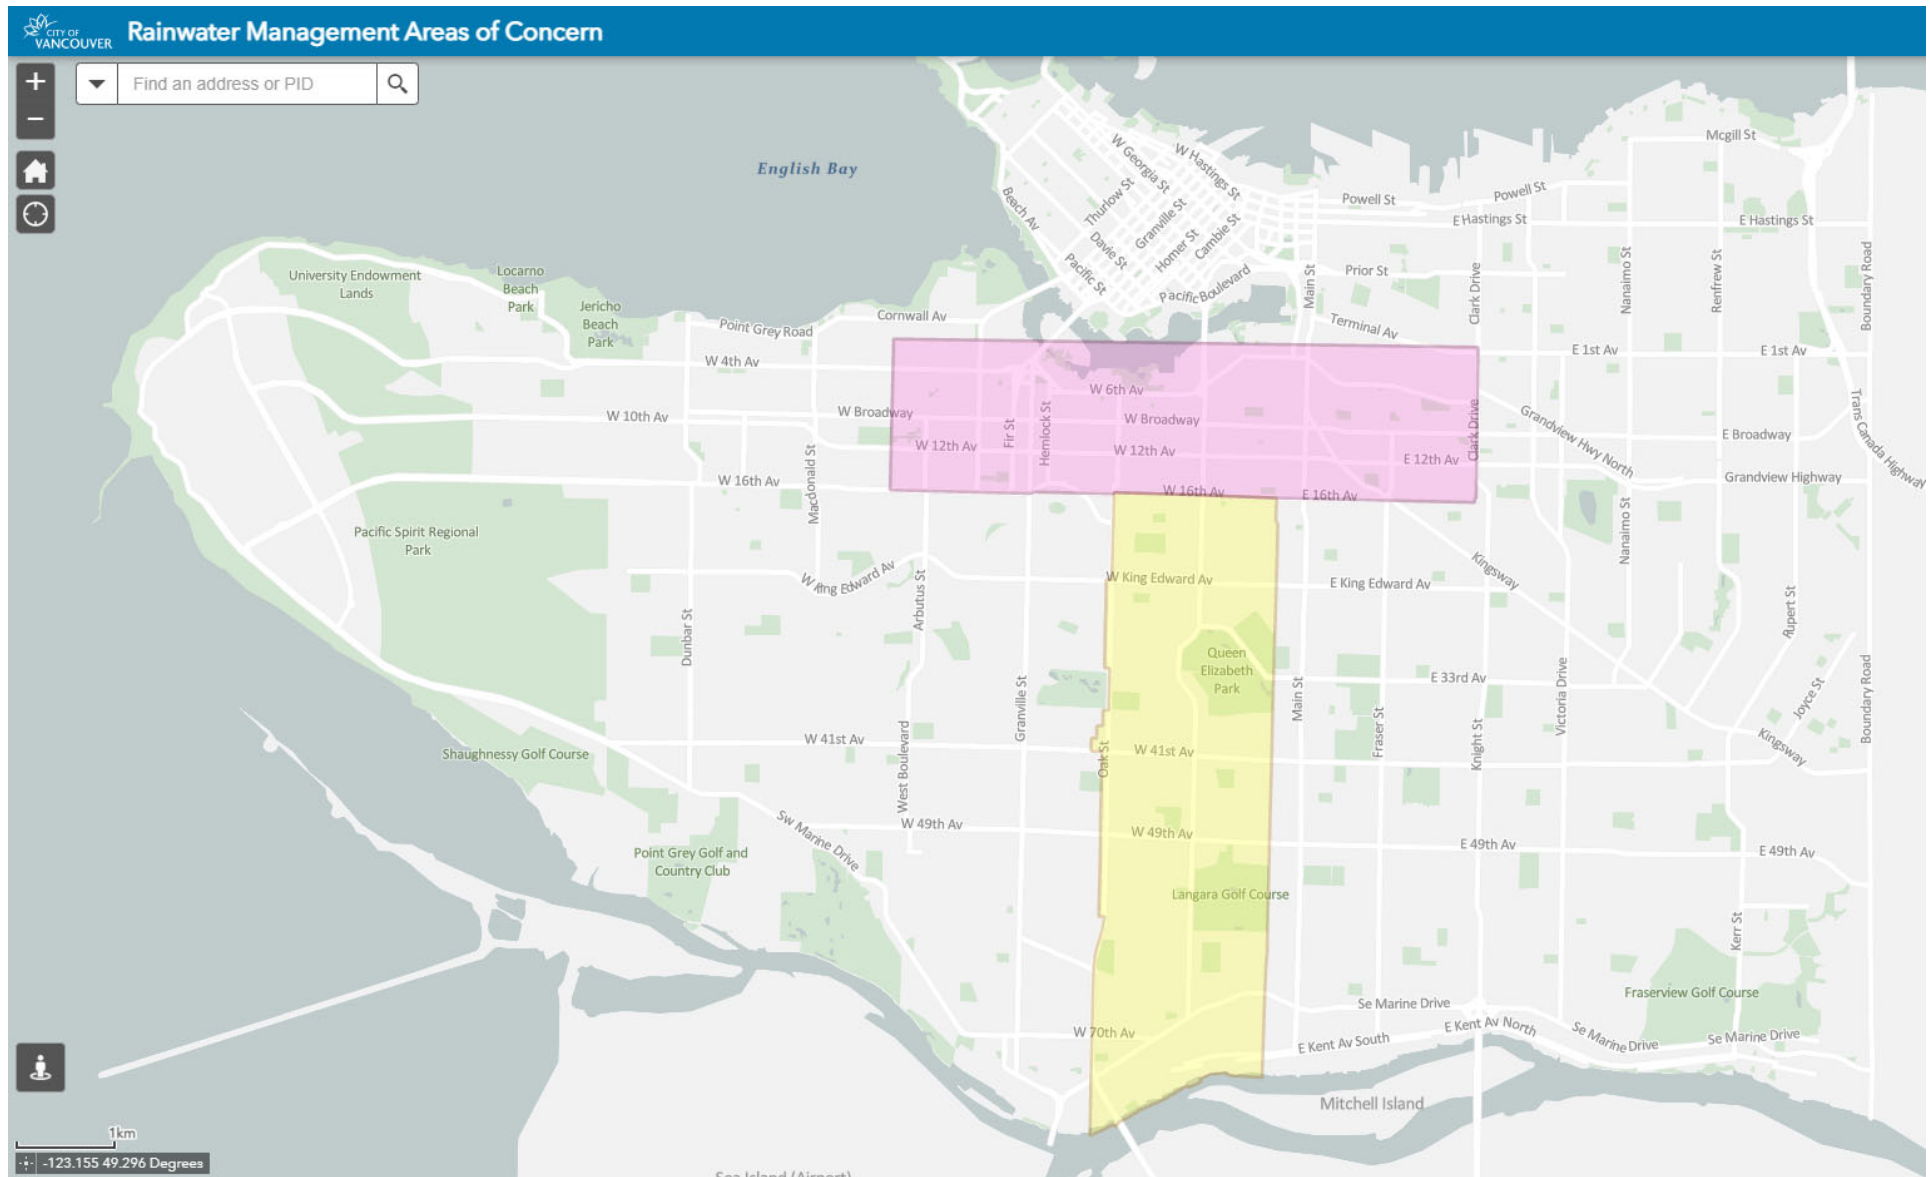 CITY OF
VANCOUVER
Rainwater Management Areas of Concern
+
Find an address or PID
−
English Bay
Mcgill St
W Georgia St
W Hastings St
Thurlow St
Granville St
Beach Av
Davie St
Homer St
Cambie St
Pacific St
Pacific Boulevard
Powell St
Powell St
E Hastings St
E Hastings St
Main St
Prior St
Clark Drive
Nanaimo St
Renfrew St
Boundary Road
University Endowment
Lands
Locarno
Beach
Park
Jericho
Beach
Park
Point Grey Road
Cornwall Av
Terminal Av
E 1st Av
E 1st Av
W 4th Av
W 6th Av
W 10th Av
W Broadway
W Broadway
Fir St
Hemlock St
Clark Drive
Grandview Hwy North
E Broadway
Trans Canada Highway
W 12th Av
W 12th Av
E 12th Av
Macdonald St
W 16th Av
W 16th Av
E 16th Av
Grandview Highway
Nanaimo St
Pacific Spirit Regional
Park
W King Edward Av
W King Edward Av
E King Edward Av
Kingsway
Arbutus St
Dunbar St
Rupert St
Queen
Elizabeth
Park
E 33rd Av
Granville St
Main St
Fraser St
Knight St
Victoria Drive
Joyce St
Boundary Road
Shaughnessy Golf Course
W 41st Av
W 41st Av
Oak St
Kingsway
West Boulevard
W 49th Av
W 49th Av
E 49th Av
E 49th Av
Sw Marine Drive
Point Grey Golf and
Country Club
Langara Golf Course
Kerr St
Fraserview Golf Course
Se Marine Drive
W 70th Av
E Kent Av South
E Kent Av North
Se Marine Drive
Se Marine Drive
Mitchell Island
1km
-123.155 49.296 Degrees
Sea Island (Airport)